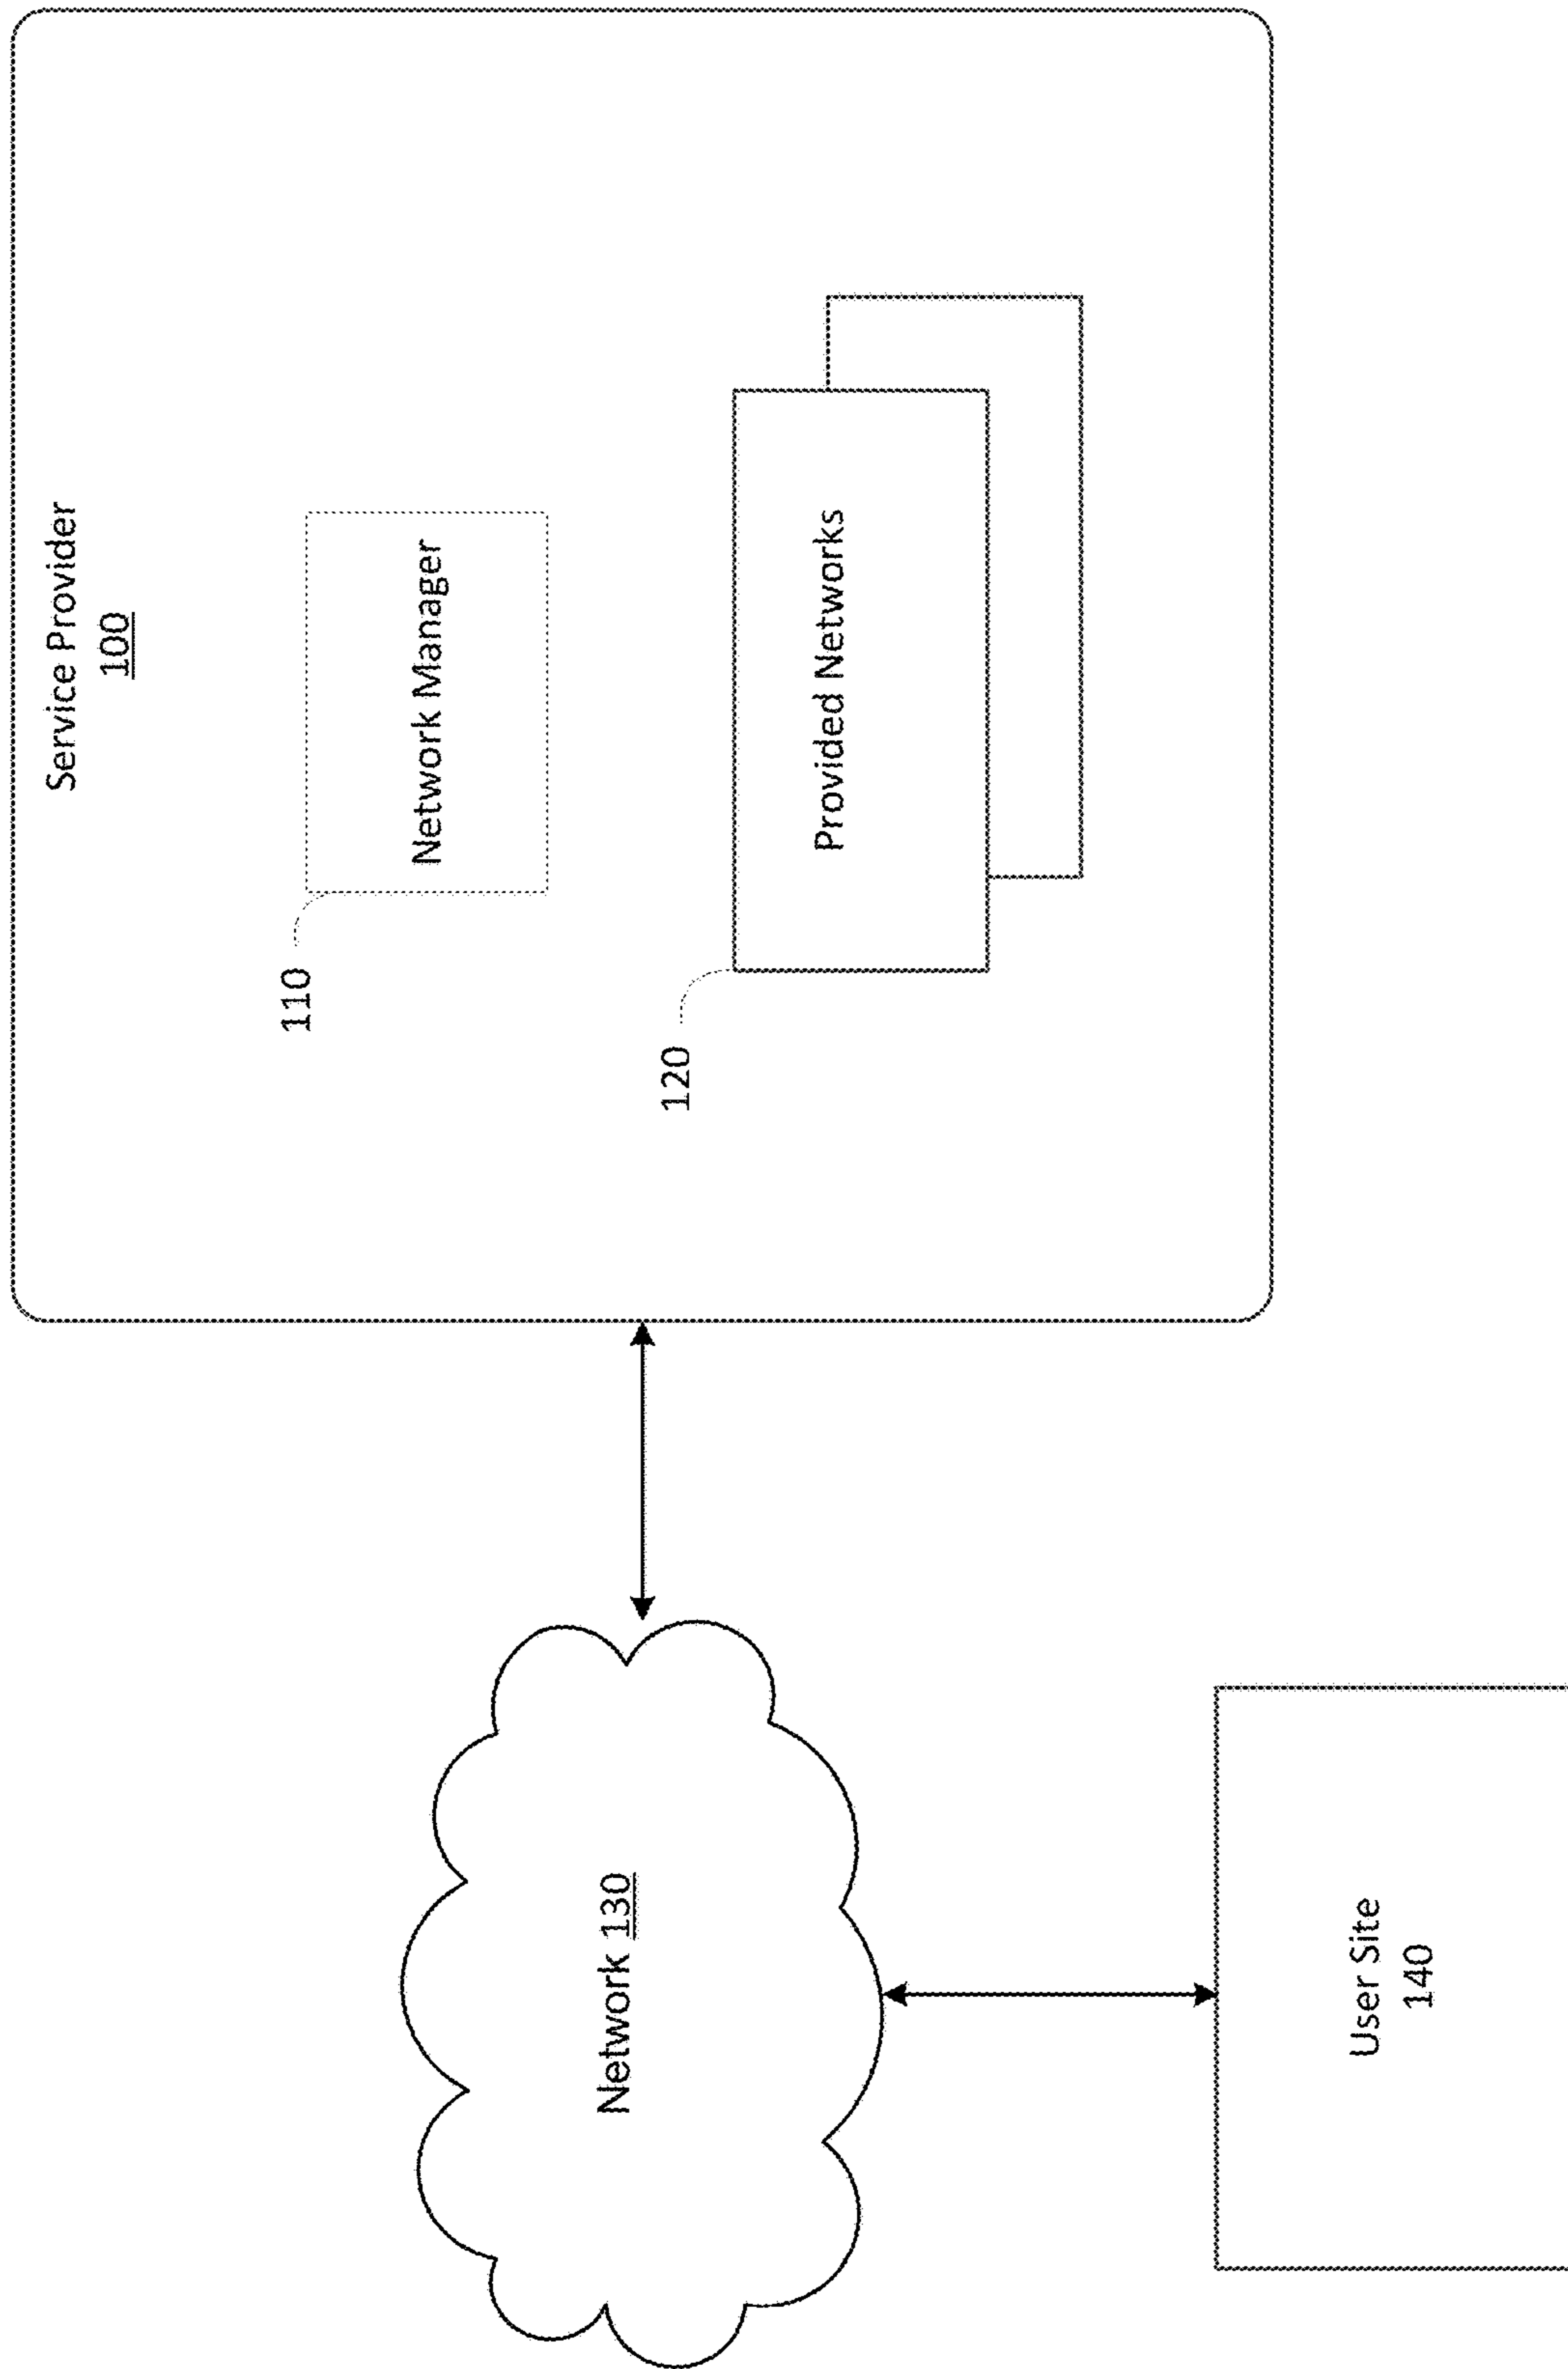 Service Provider
100
110
Network Manager
120
Provided Networks
Network 130
User Site
140